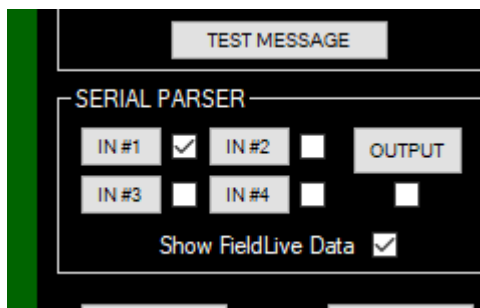 TEST MESSAGE
SERIAL PARSER
IN #1 IN #2 OUTPUT
IN #3 IN #4
Show FieldLive Data